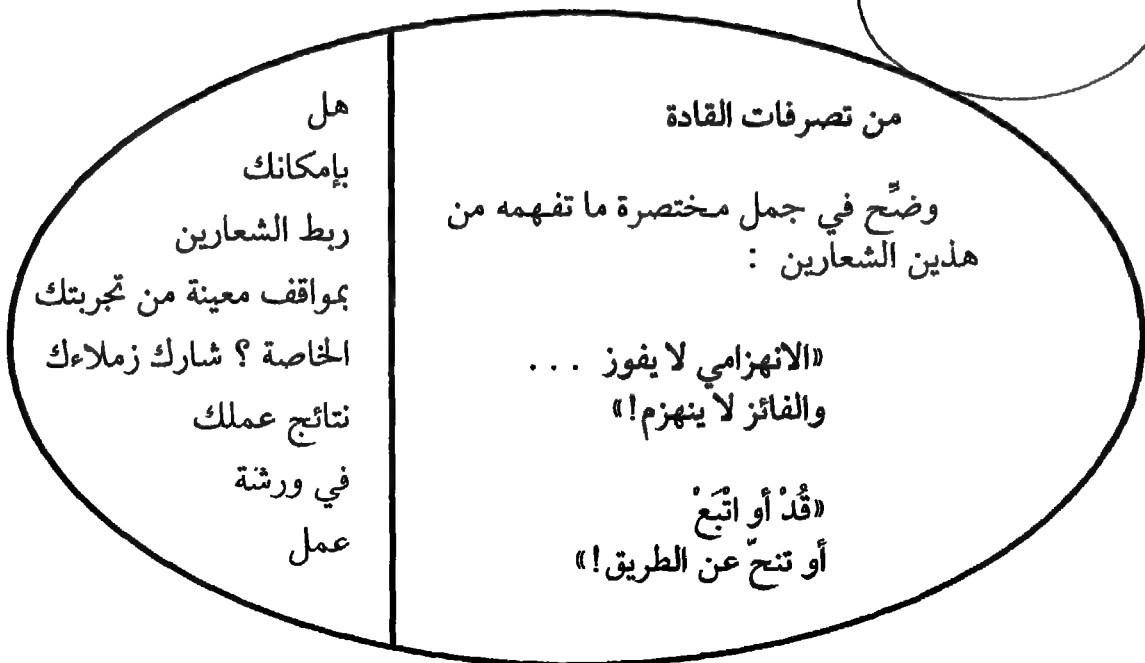 من تصرفات القادة
وضِّح في جمل مختصرة ما تفهمه من
هذين الشعارين :
«الانهزامي لا يفوز ...
والفائز لا ينهزم!»
«قُدْ أو اتْبَعْ
أو تنحّ عن الطريق!»
هل
بإمكانك
ربط الشعارين
بمواقف معينة من تجربتك
الخاصة ؟ شارك زملاءك
نتائج عملك
في ورشة
عمل